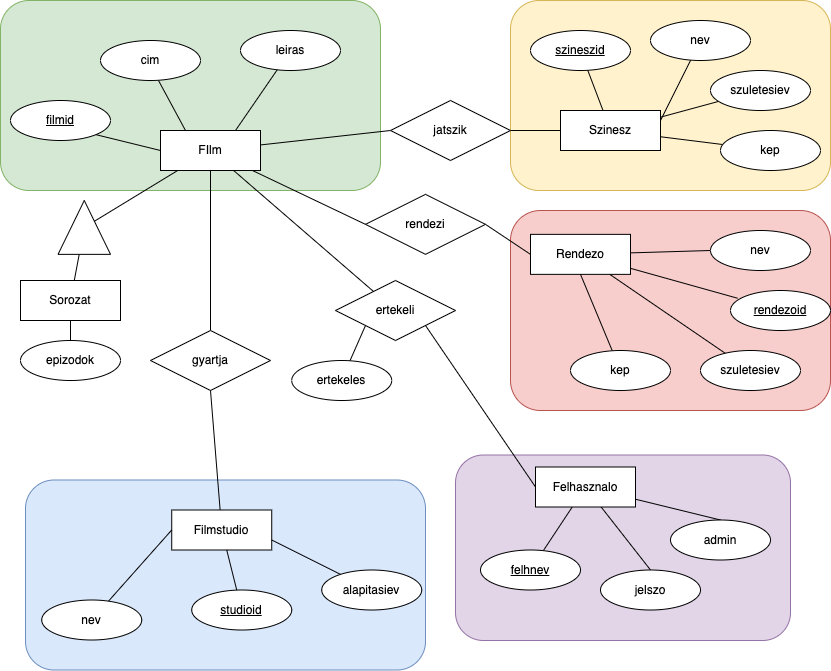 cim
leiras
filmid
FIlm
jatszik
szineszid
nev
szuletesiev
Szinesz
kep
rendezi
Rendezo
nev
rendezoid
szuletesiev
kep
Sorozat
epizodok
gyartja
ertekeli
ertekeles
Filmstudio
nev
studioid
alapitasiev
Felhasznalo
felhnev
jelszo
admin